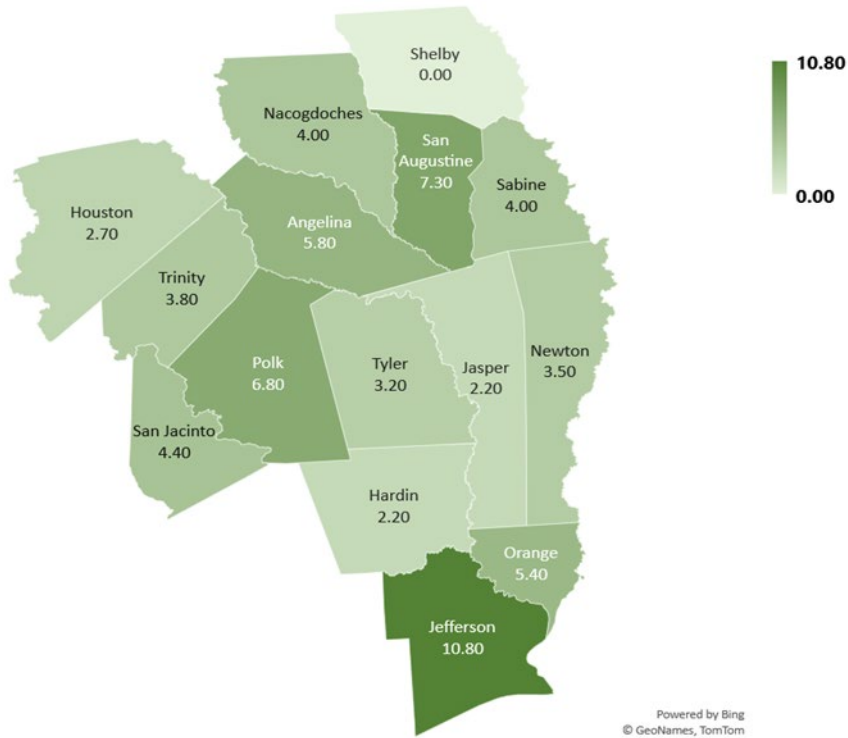 Shelby
0.00
10.80
0.00
Nacogdoches
4.00
San
Augustine
7.30
Sabine
4.00
Houston
2.70
Angelina
5.80
Trinity
3.80
Polk
6.80
Tyler
3.20
Jasper
2.20
Newton
3.50
San Jacinto
4.40
Hardin
2.20
Orange
5.40
Jefferson
10.80
Powered by Bing
© GeoNames, TomTom